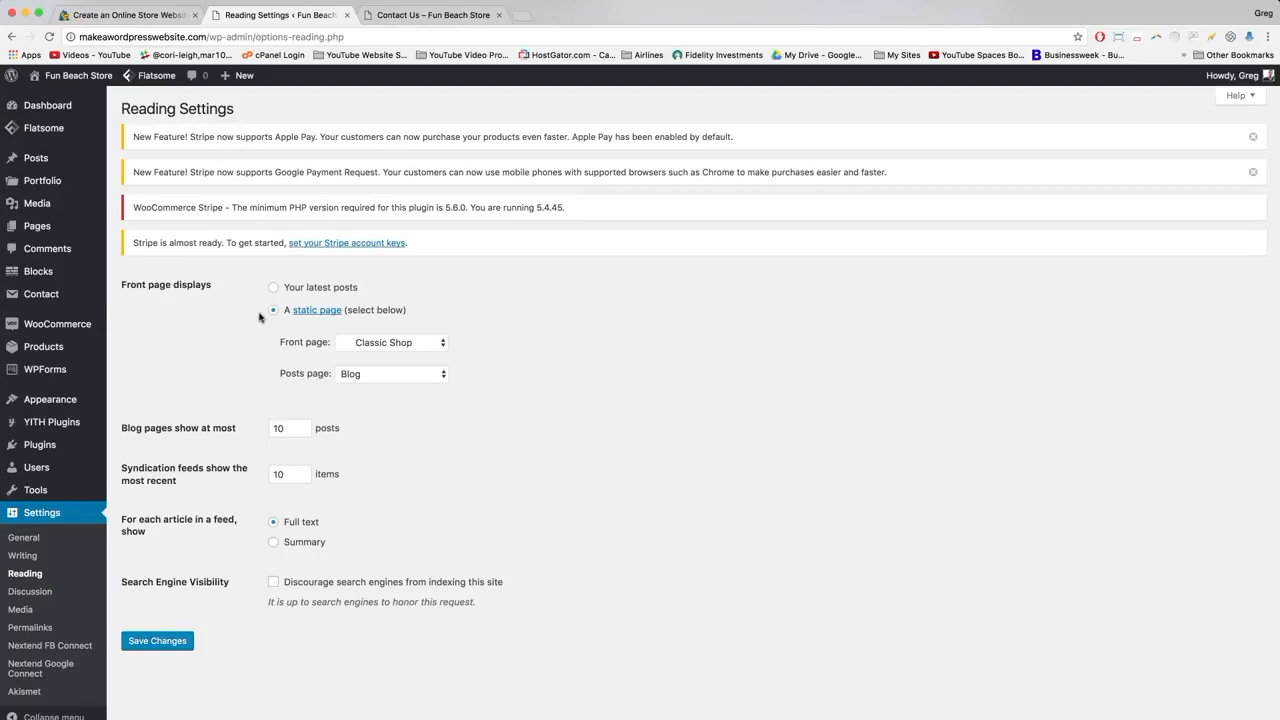 Create an Online Store Websit
Reading Settings ‹ Fun Beach
Contact Us – Fun Beach Store
Greg
makeawordpresswebsite.com/wp-admin/options-reading.php
Apps
Videos - YouTube
@cori-leigh,mar10...
cPanel Login
YouTube Website S...
YouTube Video Pro...
HostGator.com - Ca...
Airlines
Fidelity Investments
My Drive - Google...
My Sites
YouTube Spaces Bo...
Businessweek - Bu...
»
Other Bookmarks
Fun Beach Store
Flatsome
0
New
Howdy, Greg
Help
Dashboard
Flatsome
Posts
Portfolio
Media
Pages
Comments
Blocks
Contact
WooCommerce
Products
WPForms
Appearance
YITH Plugins
Plugins
Users
Tools
Settings
General
Writing
Reading
Discussion
Media
Permalinks
Nextend FB Connect
Nextend Google
Connect
Akismet
Collapse menu
Reading Settings
New Feature! Stripe now supports Apple Pay. Your customers can now purchase your products even faster. Apple Pay has been enabled by default.
New Feature! Stripe now supports Google Payment Request. Your customers can now use mobile phones with supported browsers such as Chrome to make purchases easier and faster.
WooCommerce Stripe - The minimum PHP version required for this plugin is 5.6.0. You are running 5.4.45.
Stripe is almost ready. To get started, set your Stripe account keys.
Front page displays
Your latest posts
A static page (select below)
Front page: Classic Shop
Posts page: Blog
Blog pages show at most
10 posts
Syndication feeds show the
most recent
10 items
For each article in a feed,
show
Full text
Summary
Search Engine Visibility
Discourage search engines from indexing this site
It is up to search engines to honor this request.
Save Changes